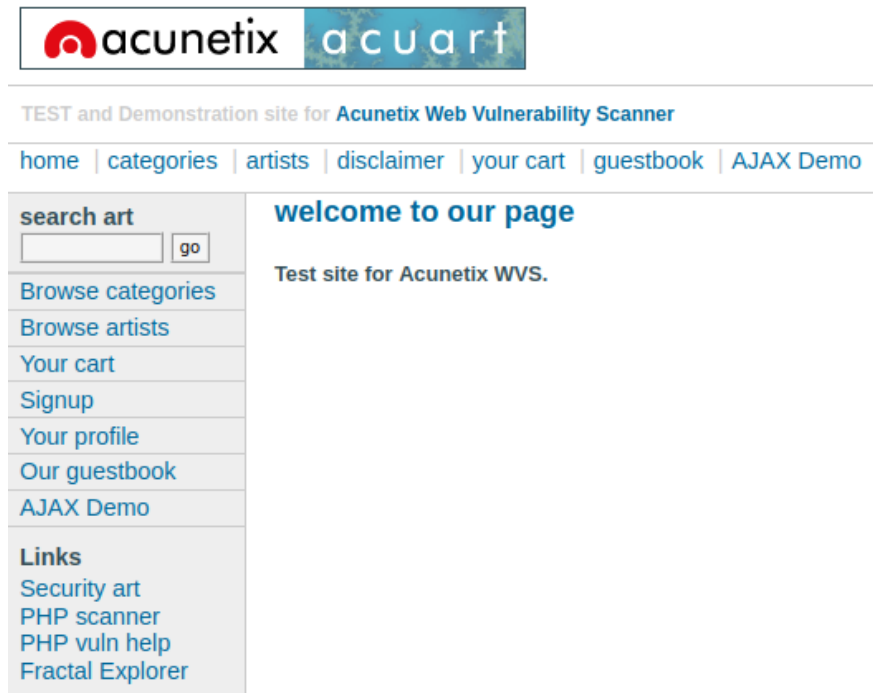 acunetix acuart
TEST and Demonstration site for Acunetix Web Vulnerability Scanner
home | categories | artists | disclaimer | your cart | guestbook | AJAX Demo
search art
go
Browse categories
Browse artists
Your cart
Signup
Your profile
Our guestbook
AJAX Demo
Links
Security art
PHP scanner
PHP vuln help
Fractal Explorer
welcome to our page
Test site for Acunetix WVS.